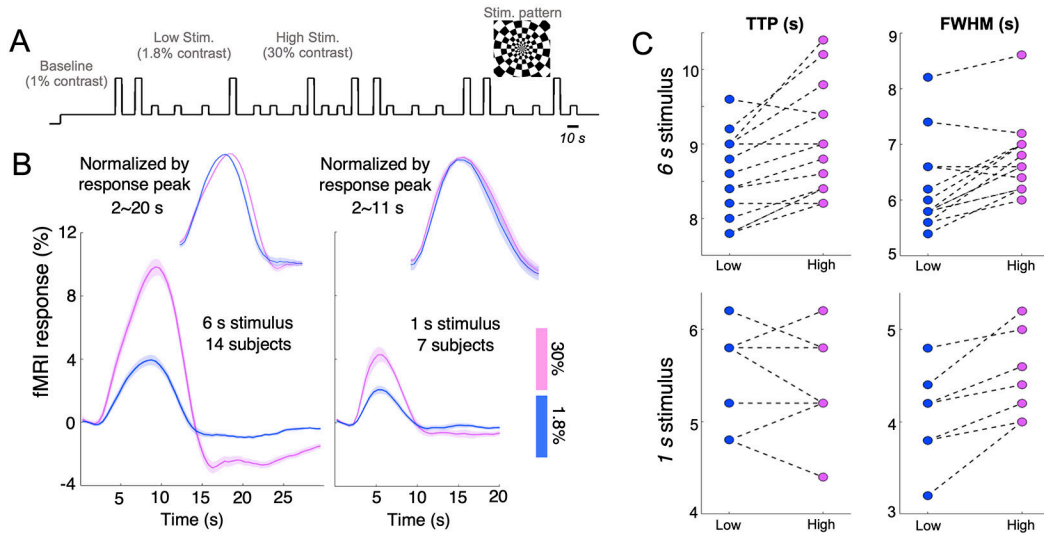 A
Baseline
(1% contrast)
Low Stim.
(1.8% contrast)
High Stim.
(30% contrast)
Stim. pattern
10 s
B
Normalized by
response peak
2~20 s
Normalized by
response peak
2~11 s
fMRI response (%)
12
8
4
0
-4
6 s stimulus
14 subjects
1 s stimulus
7 subjects
30%
1.8%
5
10
15
20
25
Time (s)
5
10
15
20
Time (s)
C
TTP (s)
FWHM (s)
6 s stimulus
10
9
8
Low
High
9
8
7
6
5
Low
High
1 s stimulus
6
5
4
Low
High
5
4
3
Low
High